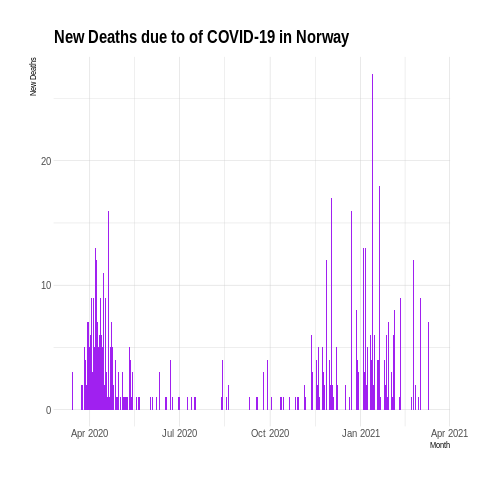 New Deaths due to of COVID-19 in Norway
New Deaths
20
10
0
Apr 2020 Jul 2020 Oct 2020 Jan 2021 Apr 2021
Month